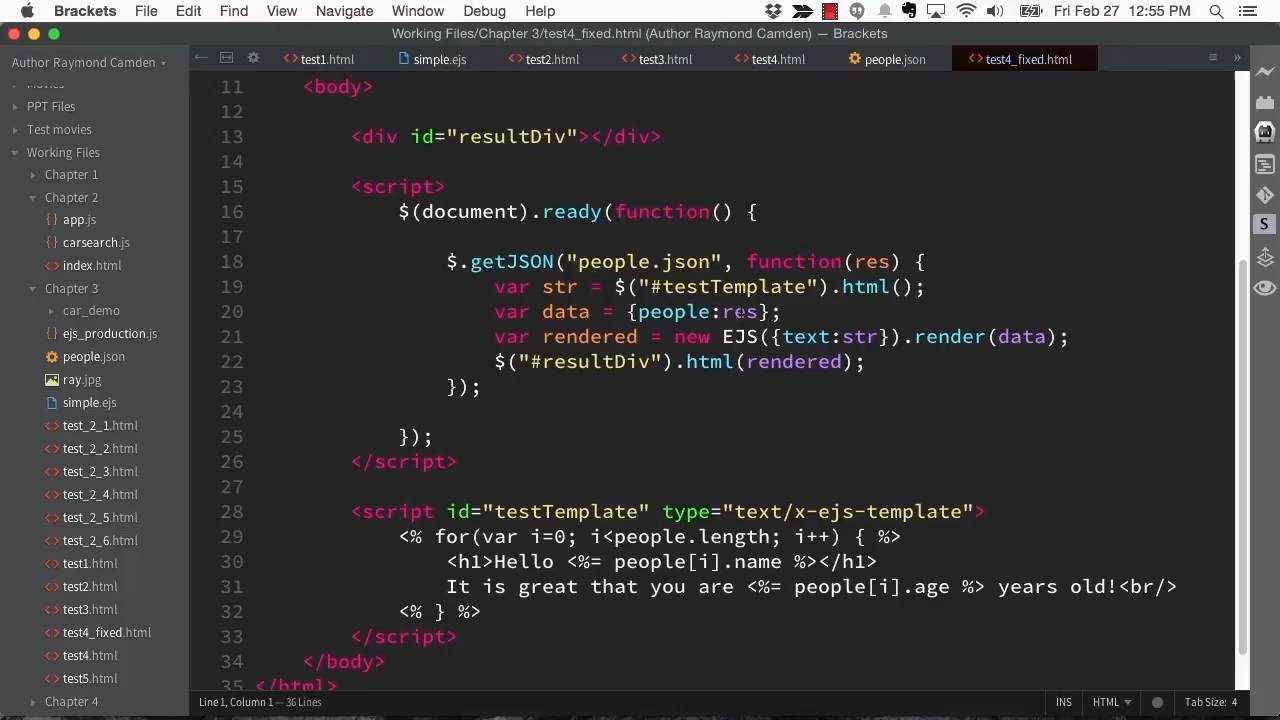 Brackets File Edit Find View Navigate Window Debug Help Fri Feb 27 12:55 PM
Working Files/Chapter 3/test4_fixed.html (Author Raymond Camden) — Brackets
Author Raymond Camden
test1.html simple.ejs test2.html test3.html test4.html people.json test4_fixed.html
Movies
PPT Files
Test movies
Working Files
Chapter 1
Chapter 2
app.js
carsearch.js
index.html
Chapter 3
car_demo
ejs_production.js
people.json
ray.jpg
simple.ejs
test_2_1.html
test_2_2.html
test_2_3.html
test_2_4.html
test_2_5.html
test_2_6.html
test1.html
test2.html
test3.html
test4_fixed.html
test4.html
test5.html
Chapter 4
11 <body>
12
13 <div id="resultDiv"></div>
14
15 <script>
16 $(document).ready(function() {
17
18 $.getJSON("people.json", function(res) {
19 var str = $("#testTemplate").html();
20 var data = {people:res};
21 var rendered = new EJS({text:str}).render(data);
22 $("#resultDiv").html(rendered);
23 });
24
25 });
26 </script>
27
28 <script id="testTemplate" type="text/x-ejs-template">
29 <% for(var i=0; i<people.length; i++) { %>
30 <h1>Hello <%= people[i].name %></h1>
31 It is great that you are <%= people[i].age %> years old!<br/>
32 <% } %>
33 </script>
34 </body>
35 </html>
S
Line 1, Column 1 — 36 Lines INS HTML Tab Size: 4